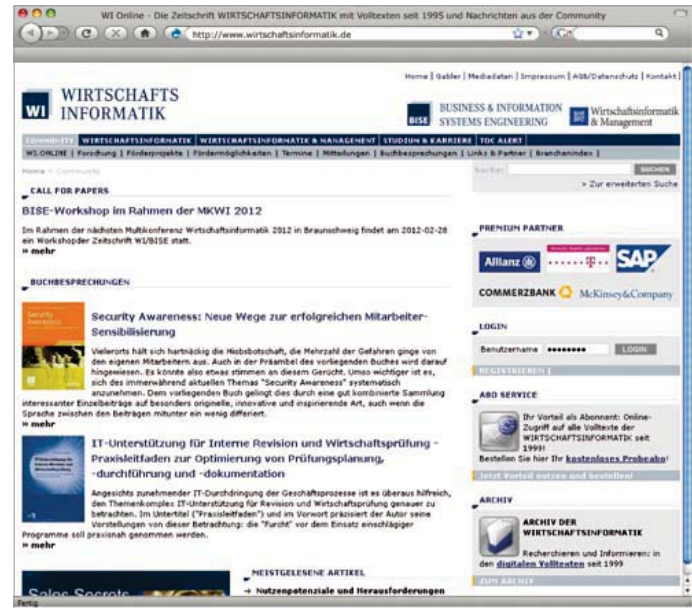 WI Online - Die Zeitschrift WIRTSCHAFTSINFORMATIK mit Volltexten seit 1995 und Nachrichten aus der Community
http://www.wirtschaftsinformatik.de
Home | Gabler | Mediadaten | Impressum | AGB/Datenschutz | Kontakt |
WI
WIRTSCHAFTS
INFORMATIK
BISE
BUSINESS & INFORMATION
SYSTEMS ENGINEERING
Wirtschaftsinformatik
& Management
COMMUNITY | WIRTSCHAFTSINFORMATIK | WIRTSCHAFTSINFORMATIK & MANAGEMENT | STUDIUM & KARRIERE | TOC ALERT |
WI.ONLINE | Forschung | Förderprojekte | Fördermöglichkeiten | Termine | Mitteilungen | Buchbesprechungen | Links & Partner | Branchenindex |
Home > Community
Suche:
SUCHEN
» Zur erweiterten Suche
CALL FOR PAPERS
BISE-Workshop im Rahmen der MKWI 2012
Im Rahmen der nächsten Multikonferenz Wirtschaftsinformatik 2012 in Braunschweig findet am 2012-02-28
ein Workshopder Zeitschrift WI/BISE statt.
» mehr
BUCHBESPRECHUNGEN
Security
Awareness
Security Awareness: Neue Wege zur erfolgreichen Mitarbeiter-
Sensibilisierung
Vielerorts hält sich hartnäckig die Hiobsbotschaft, die Mehrzahl der Gefahren ginge von
den eigenen Mitarbeitern aus. Auch in der Präambel des vorliegenden Buches wird darauf
hingewiesen. Es könnte also etwas stimmen an diesem Gerücht. Umso wichtiger ist es,
sich des immerwährend aktuellen Themas "Security Awareness" systematisch
anzunehmen. Dem vorliegenden Buch gelingt dies durch eine gut kombinierte Sammlung
interessanter Einzelbeiträge auf besonders originelle, innovative und inspirierende Art, auch wenn die
Sprache zwischen den Beiträgen mitunter ein wenig differiert.
» mehr
IT-Unterstützung für Interne Revision und Wirtschaftsprüfung -
Praxisleitfaden zur Optimierung von Prüfungsplanung,
-durchführung und -dokumentation
Angesichts zunehmender IT-Durchdringung der Geschäftsprozesse ist es überaus hilfreich,
den Themenkomplex IT-Unterstützung für Revision und Wirtschaftsprüfung genauer zu
betrachten. Im Untertitel ("Praxisleitfaden") und im Vorwort präzisiert der Autor seine
Vorstellungen von dieser Betrachtung: die "Furcht" vor dem Einsatz einschlägiger
Programme soll praxisnah genommen werden.
» mehr
Sales Secrets
MEISTGELESENE ARTIKEL
→ Nutzenpotenziale und Herausforderungen
PREMIUM PARTNER
Allianz
T
SAP
COMMERZBANK
McKinsey&Company
LOGIN
Benutzername
LOGIN
REGISTRIEREN |
ABO SERVICE
Ihr Vorteil als Abonnent: Online-
Zugriff auf alle Volltexte der
WIRTSCHAFTSINFORMATIK seit
1999!
Bestellen Sie hier Ihr kostenloses Probeabo!
Jetzt Vorteil nutzen und bestellen!
ARCHIV
ARCHIV DER
WIRTSCHAFTSINFORMATIK
Recherchieren und Informieren: in
den digitalen Volltexten seit 1999
ZUM ARCHIV
Fertig